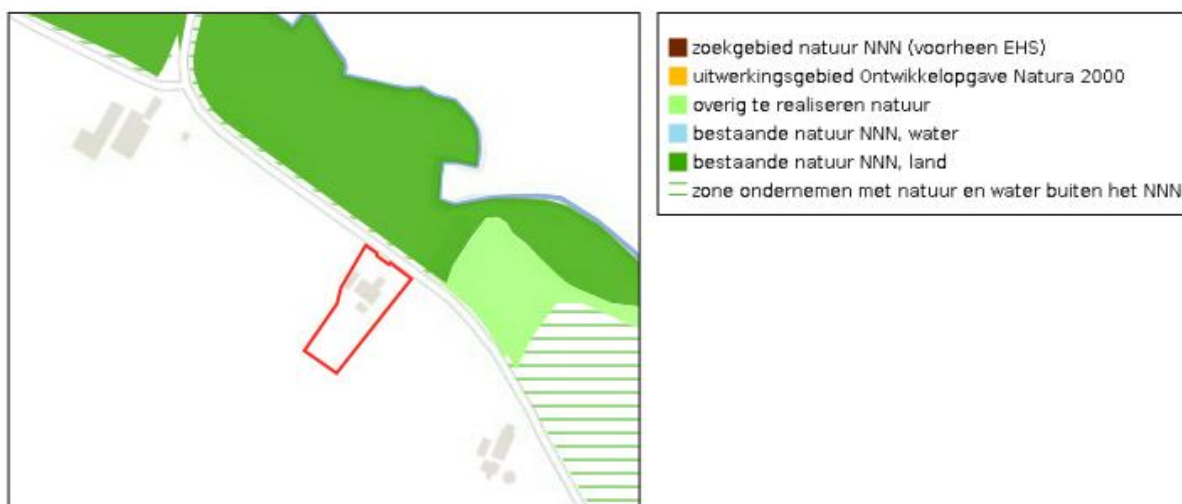 zoekgebied natuur NNN (voorheen EHS)
uitwerkingsgebied Ontwikkelopgave Natura 2000
overig te realiseren natuur
bestaande natuur NNN, water
bestaande natuur NNN, land
zone ondernemen met natuur en water buiten het NNN